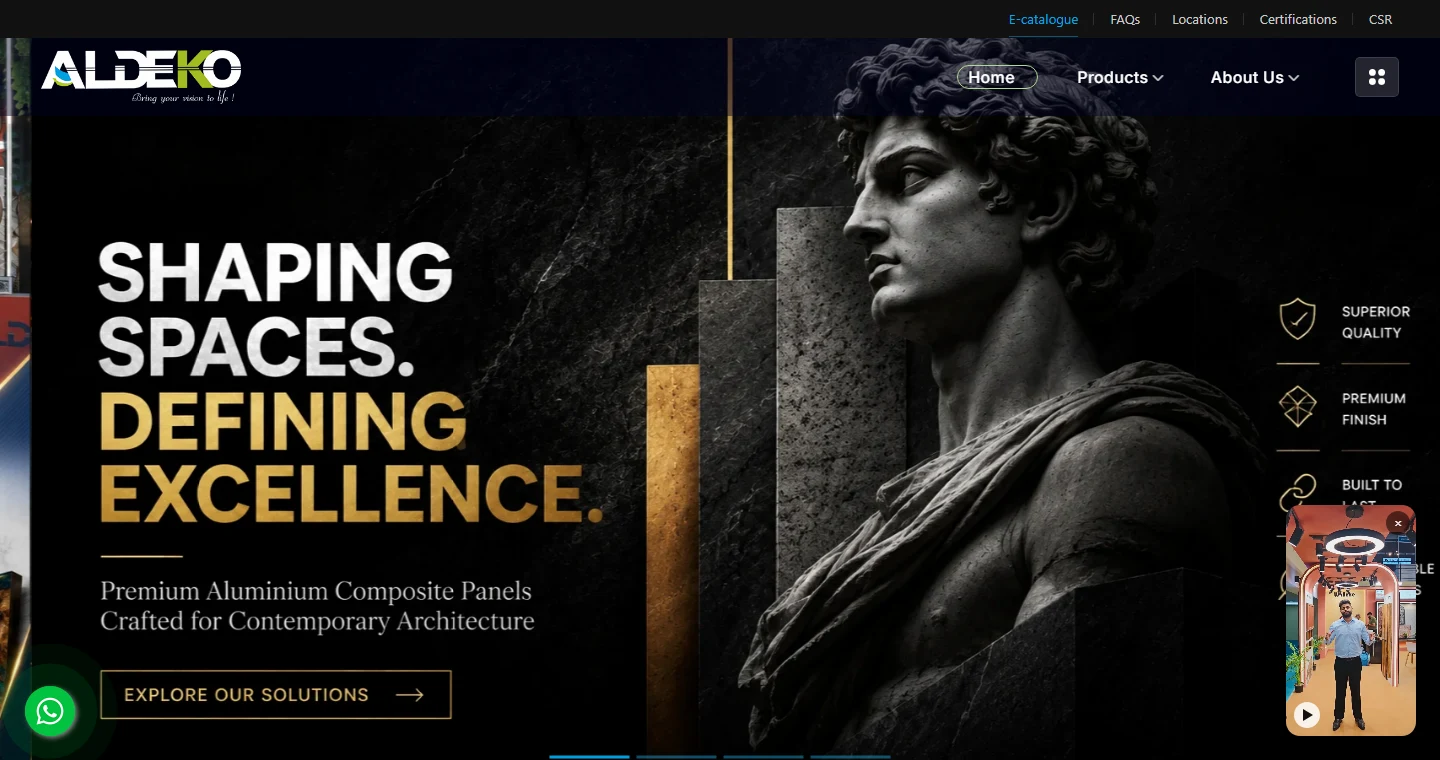 E-catalogue
FAQs
Locations
Certifications
CSR
ALDEKO
Bring your vision to life !
Home
Products
About Us
SHAPING
SPACES.
DEFINING
EXCELLENCE.
Premium Aluminium Composite Panels
Crafted for Contemporary Architecture
EXPLORE OUR SOLUTIONS
SUPERIOR
QUALITY
PREMIUM
FINISH
BUILT TO
LAST